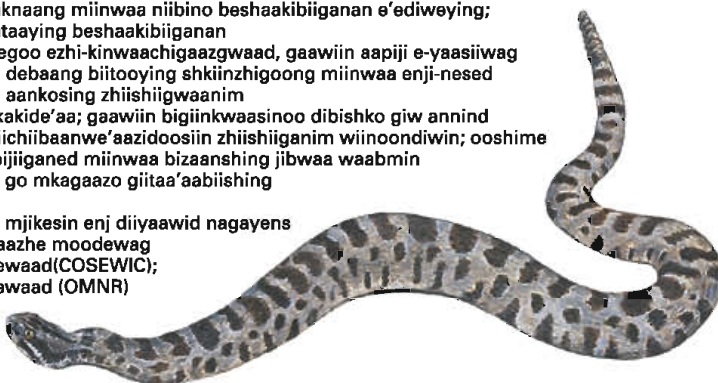 knaang miinwaa niibino beshaakibiiganan e'ediweying;
taaying beshaakibiiganan
egoo ezhi-kinwaachigaazgwaad, gaawiin aapiji e-yaasiiwag
debaang biitooying shkiinzhigoong miinwaa enji-nesed
aankosing zhiishiigwaanim
kakide'aa; gaawiin bigiinkwaasinoo dibishko giw annind
iichiibaanwe'aazidoosiin zhiishiiganim wiinoondiwin; ooshime
bijiiganed miinwaa bizaanshing jibwaa waabmin
go mkagaazo giitaa'aabiishing
mjikesin enj diiyaawid nagayens
aazhe moodewag
ewaad(COSEWIC);
awaad (OMNR)